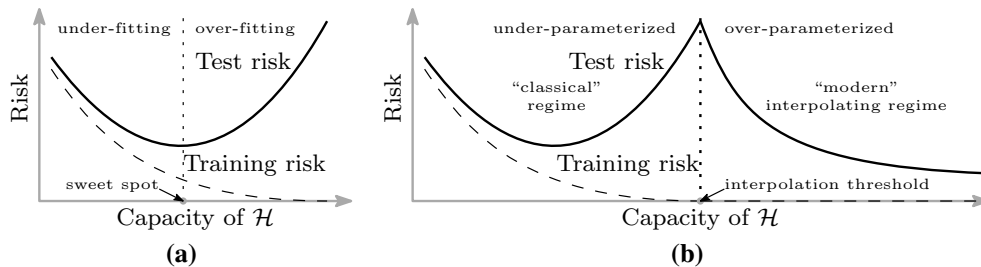 under-fitting
over-fitting
Test risk
Risk
Training risk
sweet spot
Capacity of ℋ
(a)
under-parameterized
over-parameterized
Test risk
“classical”
regime
“modern”
interpolating regime
Risk
Training risk
interpolation threshold
Capacity of ℋ
(b)